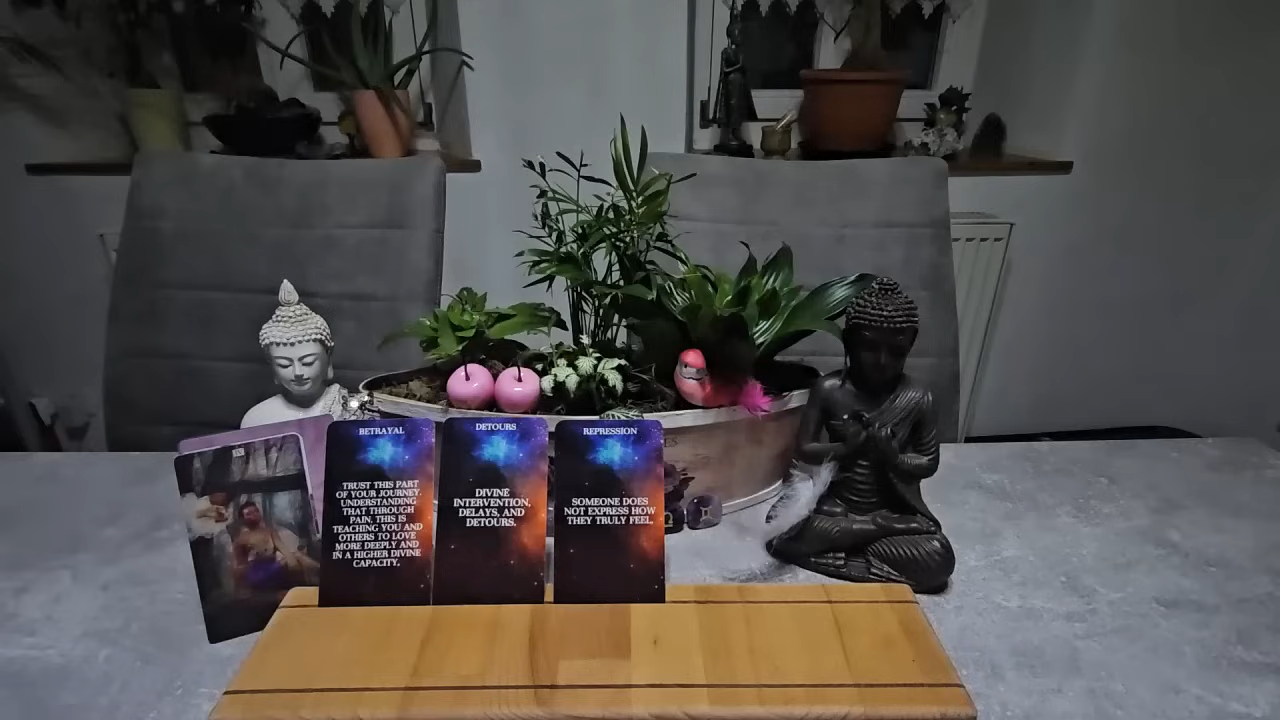 BETRAYAL
TRUST THIS PART
OF YOUR JOURNEY.
UNDERSTANDING
THAT THROUGH
PAIN, THIS IS
TEACHING YOU AND
OTHERS TO LOVE
MORE DEEPLY AND
IN A HIGHER DIVINE
CAPACITY.
DETOURS
DIVINE
INTERVENTION,
DELAYS, AND
DETOURS.
REPRESSION
SOMEONE DOES
NOT EXPRESS HOW
THEY TRULY FEEL